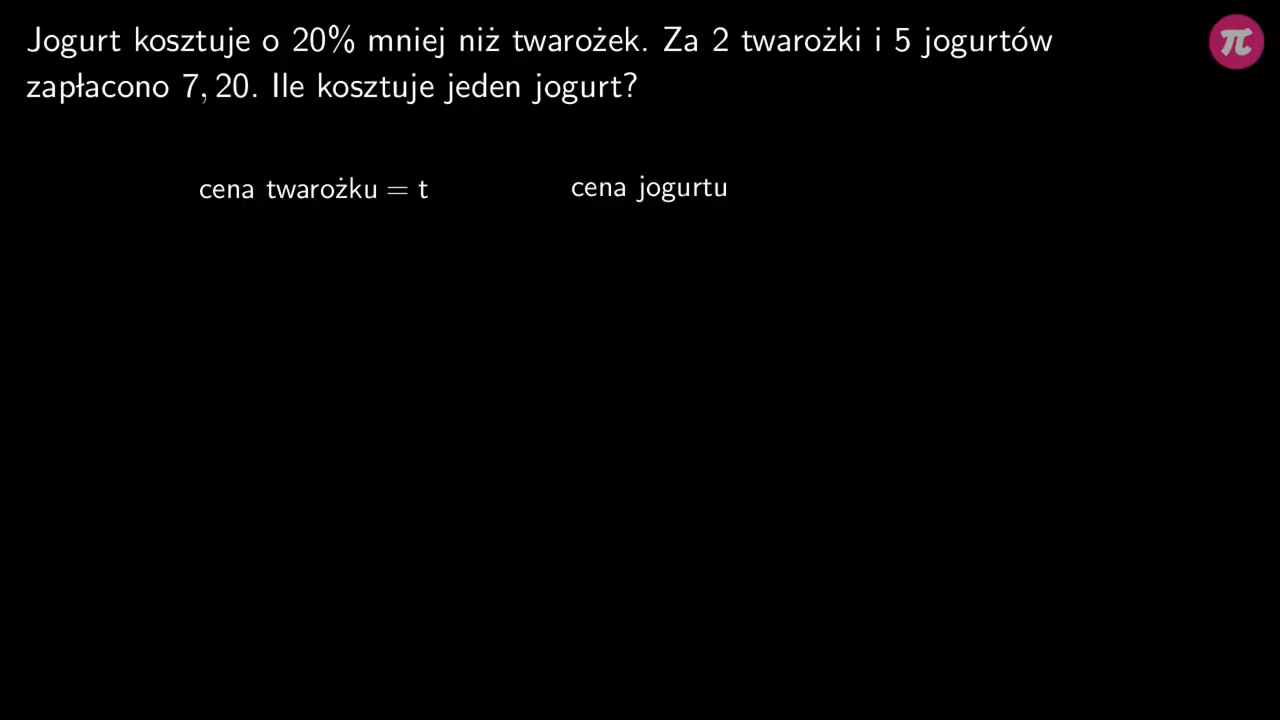 Jogurt kosztuje o 20% mniej niż twarożek. Za 2 twarożki i 5 jogurtów
zapłacono 7, 20. Ile kosztuje jeden jogurt?
cena twarożku = t cena jogurtu
π